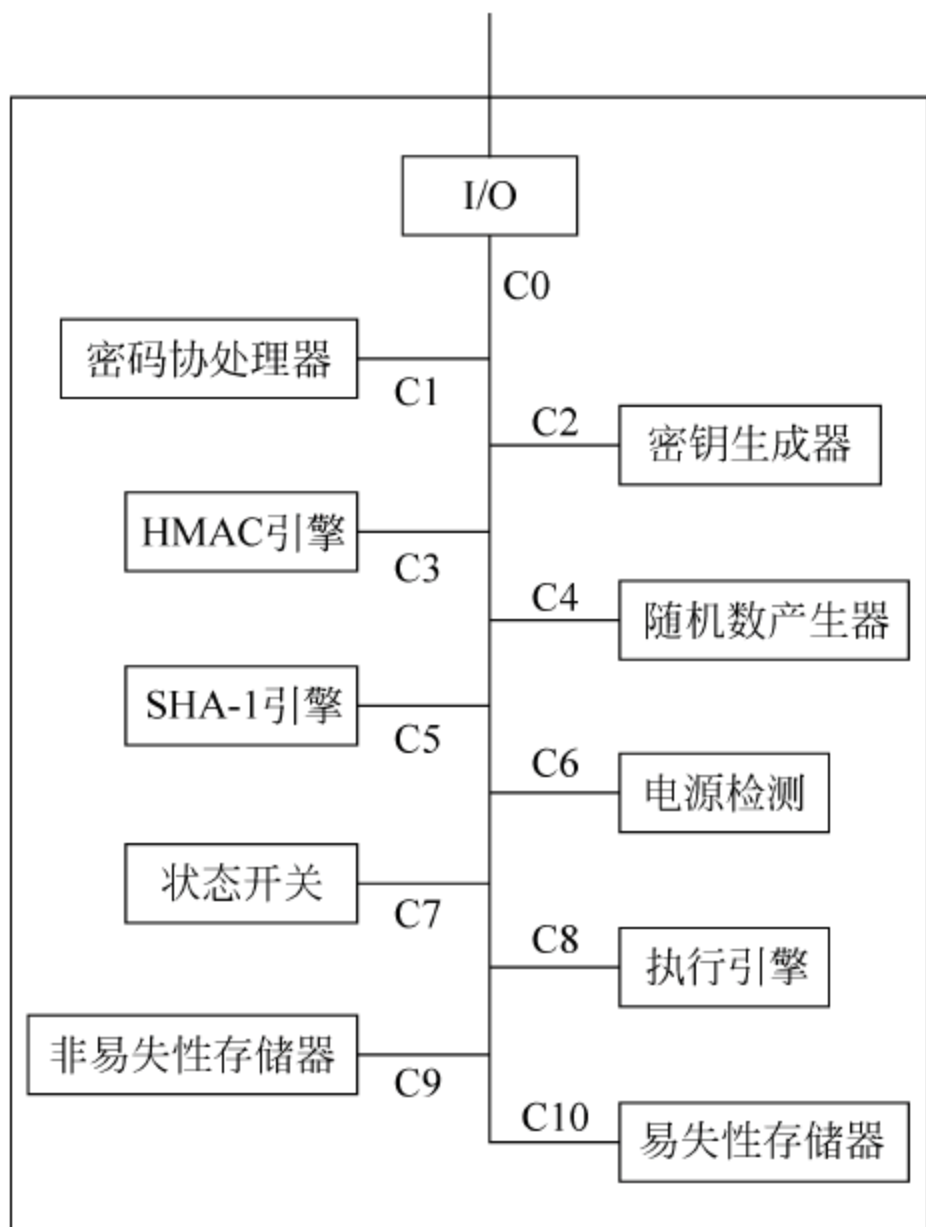 I/O
C0
密码协处理器
C1
C2
密钥生成器
HMAC引擎
C3
C4
随机数产生器
SHA-1引擎
C5
C6
电源检测
状态开关
C7
C8
执行引擎
非易失性存储器
C9
C10
易失性存储器